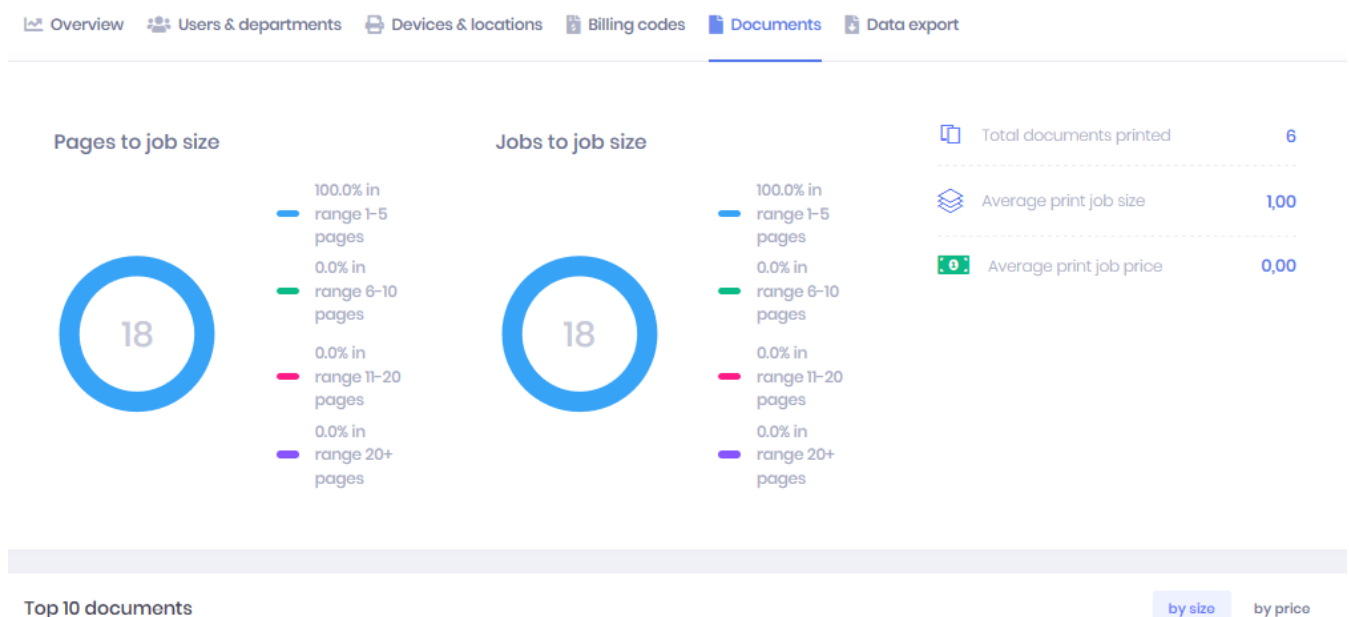 Overview Users & departments Devices & locations Billing codes Documents Data export
Pages to job size
100.0% in
range 1-5
pages
0.0% in
range 6-10
pages
0.0% in
range 11-20
pages
0.0% in
range 20+
pages
18
Jobs to job size
100.0% in
range 1-5
pages
0.0% in
range 6-10
pages
0.0% in
range 11-20
pages
0.0% in
range 20+
pages
18
Total documents printed 6
Average print job size 1,00
Average print job price 0,00
Top 10 documents by size by price